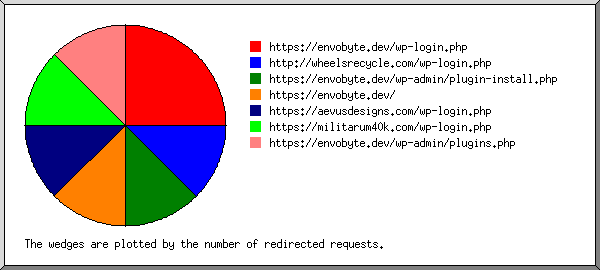 https://envobyte.dev/wp-login.php
http://wheelsrecycle.com/wp-login.php
https://envobyte.dev/wp-admin/plugin-install.php
https://envobyte.dev/
https://aevusdesigns.com/wp-login.php
https://militarum40k.com/wp-login.php
https://envobyte.dev/wp-admin/plugins.php
The wedges are plotted by the number of redirected requests.